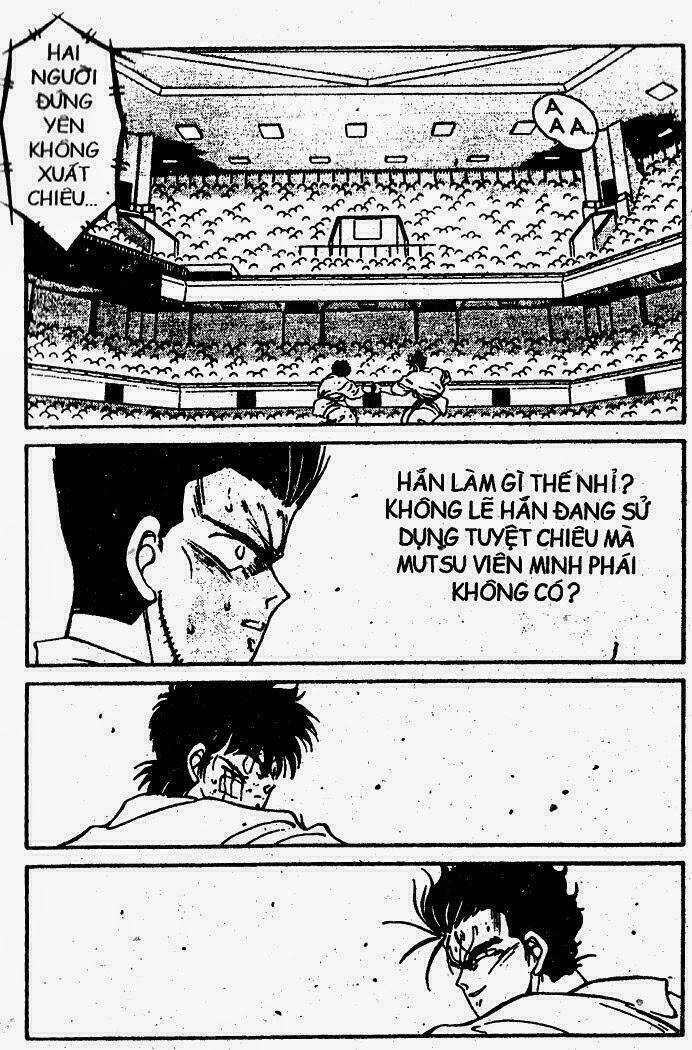 HAI
NGƯỜI
ĐỨNG
YÊN
KHÔNG
XUẤT
CHIÊU...
A
A A...
HẮN LÀM GÌ THẾ NHỈ?
KHÔNG LẼ HẮN ĐANG SỬ
DỤNG TUYỆT CHIÊU MÀ
MUTSU VIÊN MINH PHÁI
KHÔNG CÓ?